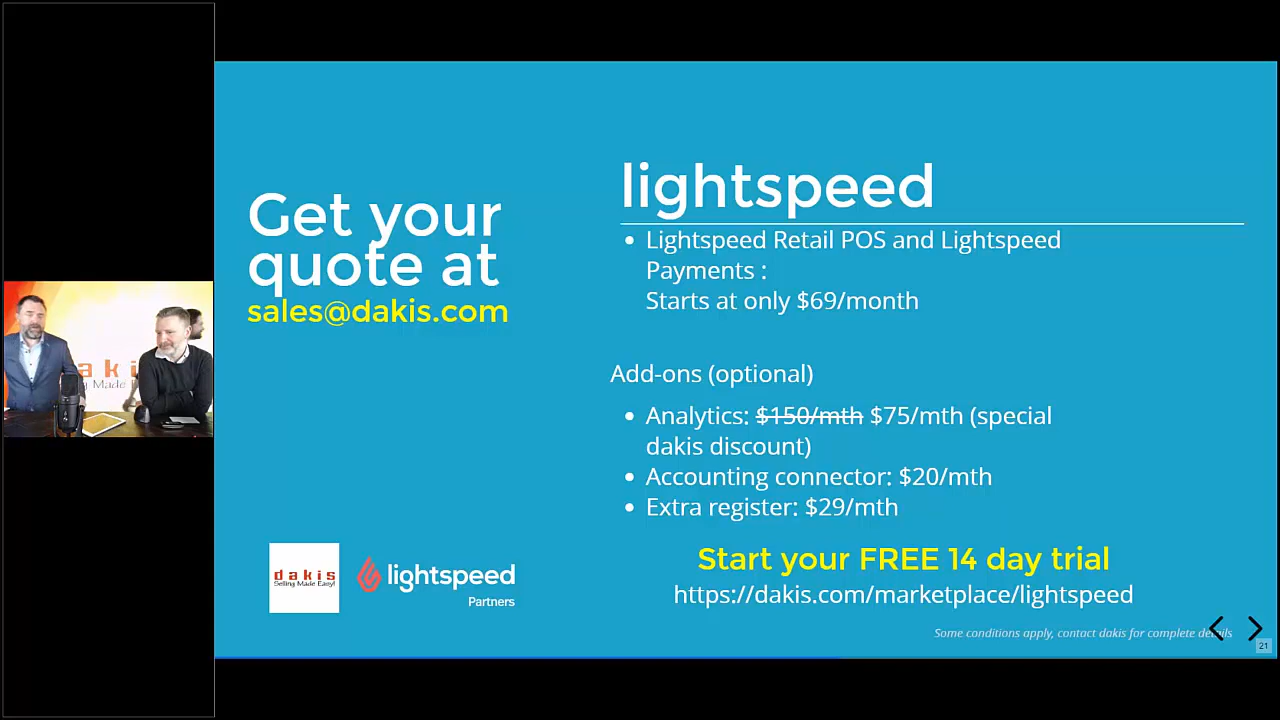 Get your
quote at
sales@dakis.com
lightspeed
Lightspeed Retail POS and Lightspeed
Payments :
Starts at only $69/month
Add-ons (optional)
Analytics: $150/mth $75/mth (special
dakis discount)
Accounting connector: $20/mth
Extra register: $29/mth
Start your FREE 14 day trial
https://dakis.com/marketplace/lightspeed
Some conditions apply, contact dakis for complete details
21
dakis
Selling Made Easy!
lightspeed
Partners